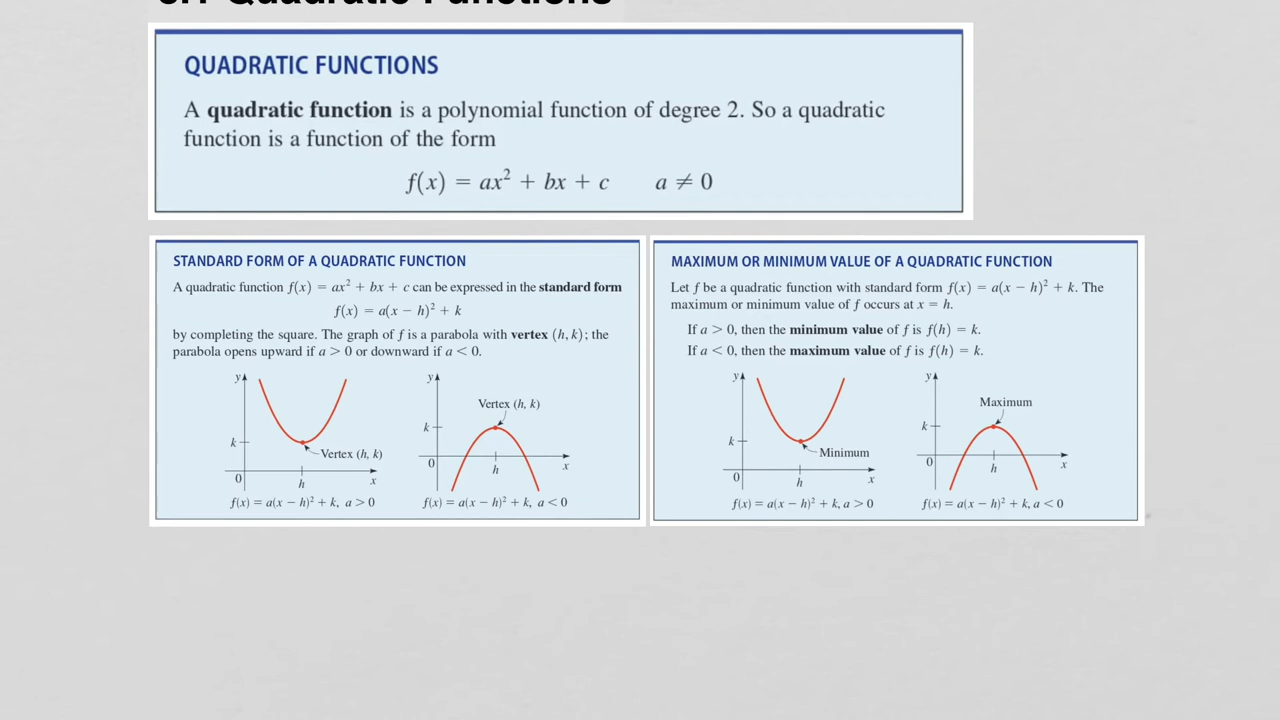 3.1 Quadratic Functions
QUADRATIC FUNCTIONS
A quadratic function is a polynomial function of degree 2. So a quadratic
function is a function of the form
f(x) = ax² + bx + c a ≠ 0
STANDARD FORM OF A QUADRATIC FUNCTION
A quadratic function f(x) = ax² + bx + c can be expressed in the standard form
f(x) = a(x − h)² + k
by completing the square. The graph of f is a parabola with vertex (h, k); the
parabola opens upward if a > 0 or downward if a < 0.
y
k
Vertex (h, k)
0
h
x
f(x) = a(x − h)² + k, a > 0
y
Vertex (h, k)
k
0
h
x
f(x) = a(x − h)² + k, a < 0
MAXIMUM OR MINIMUM VALUE OF A QUADRATIC FUNCTION
Let f be a quadratic function with standard form f(x) = a(x − h)² + k. The
maximum or minimum value of f occurs at x = h.
If a > 0, then the minimum value of f is f(h) = k.
If a < 0, then the maximum value of f is f(h) = k.
y
k
Minimum
0
h
x
f(x) = a(x − h)² + k, a > 0
y
Maximum
k
0
h
x
f(x) = a(x − h)² + k, a < 0